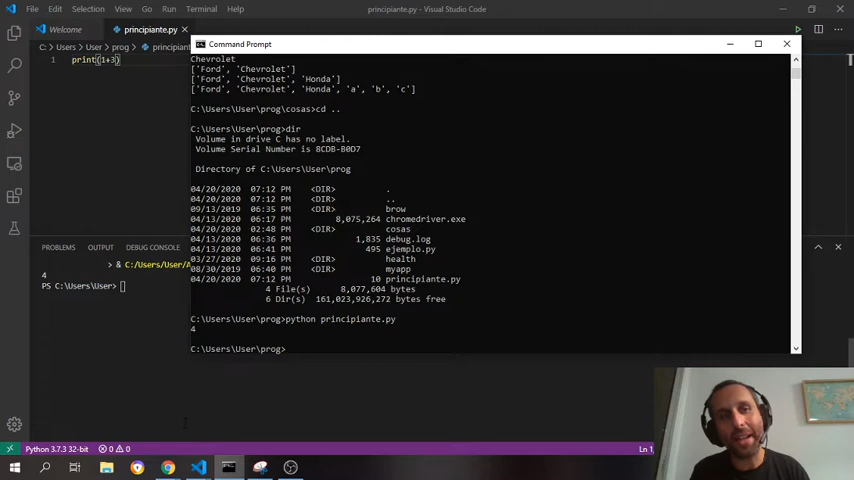 File Edit Selection View Go Run Terminal Help principiante.py - Visual Studio Code
Welcome principiante.py
C: > Users > User > prog > principiant
1 print(1+3)
Command Prompt
Chevrolet
['Ford', 'Chevrolet']
['Ford', 'Chevrolet', 'Honda']
['Ford', 'Chevrolet', 'Honda', 'a', 'b', 'c']
C:\Users\User\prog\cosas>cd ..
C:\Users\User\prog>dir
Volume in drive C has no label.
Volume Serial Number is 8CDB-B0D7
Directory of C:\Users\User\prog
04/20/2020 07:12 PM <DIR> .
04/20/2020 07:12 PM <DIR> ..
09/13/2019 06:35 PM <DIR> brow
04/13/2020 06:17 PM 8,075,264 chromedriver.exe
04/20/2020 02:48 PM <DIR> cosas
04/13/2020 06:36 PM 1,835 debug.log
04/13/2020 06:41 PM 495 ejemplo.py
03/27/2020 09:16 PM <DIR> health
08/30/2019 06:40 PM <DIR> myapp
04/20/2020 07:12 PM 10 principiante.py
4 File(s) 8,077,604 bytes
6 Dir(s) 161,023,926,272 bytes free
C:\Users\User\prog>python principiante.py
4
C:\Users\User\prog>
PROBLEMS OUTPUT DEBUG CONSOLE
> & C:/Users/User/A
4
PS C:\Users\User>
Python 3.7.3 32-bit 0 0 Ln 1